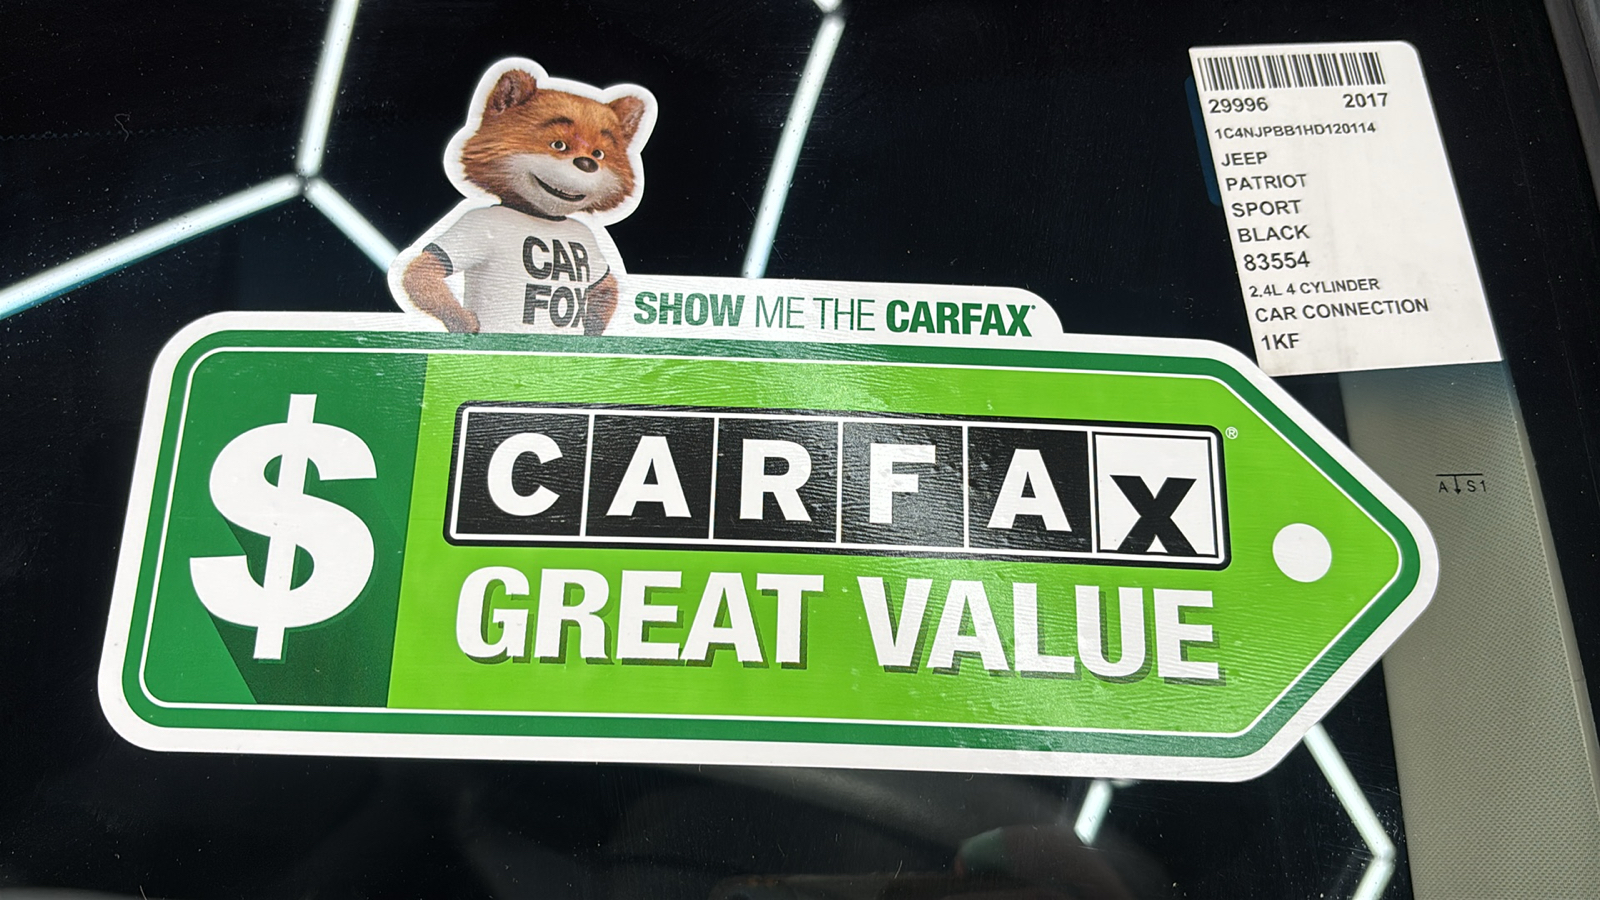 29996 2017
1C4NJPBB1HD120114
JEEP
PATRIOT
SPORT
BLACK
83554
2.4L 4 CYLINDER
CAR CONNECTION
1KF
CAR
FOX
SHOW ME THE CARFAX®
$
CARFAX®
GREAT VALUE
A S1